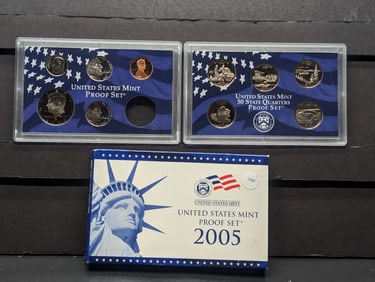 UNITED STATES MINT
PROOF SET
UNITED STATES MINT
50 STATE QUARTERS
PROOF SET
UNITED STATES MINT
UNITED STATES MINT
PROOF SET
2005